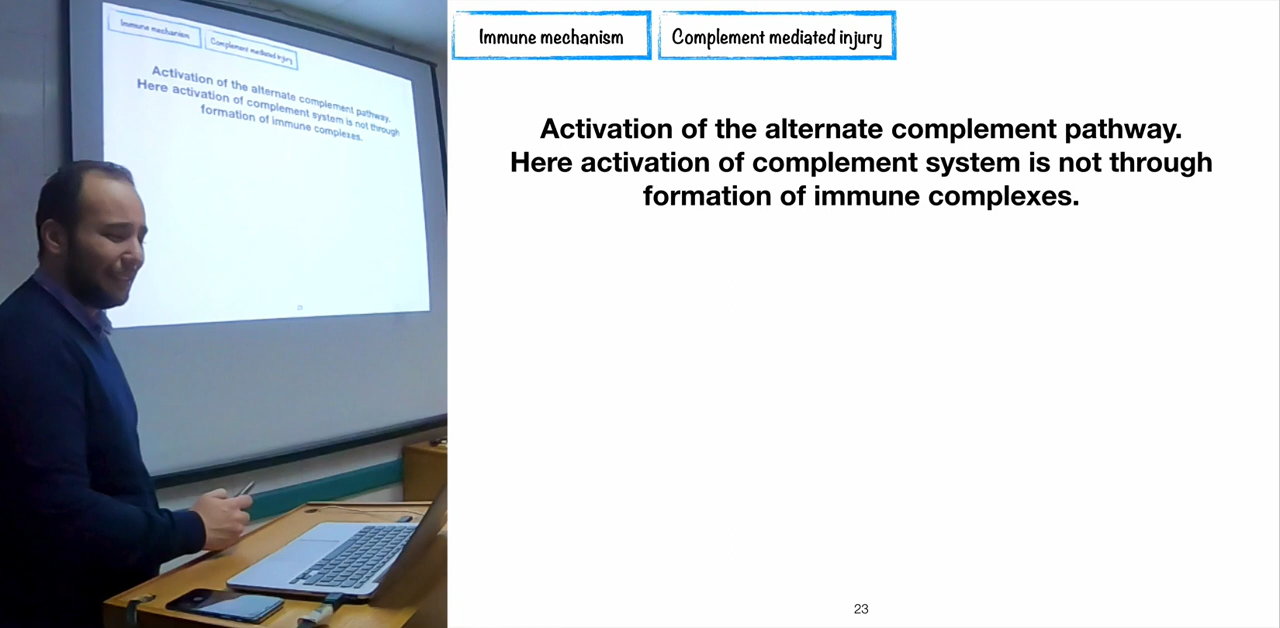 Immune mechanism
Complement mediated injury
Activation of the alternate complement pathway.
Here activation of complement system is not through
formation of immune complexes.
23
Immune mechanism
Complement mediated injury
Activation of the alternate complement pathway.
Here activation of complement system is not through
formation of immune complexes.
23